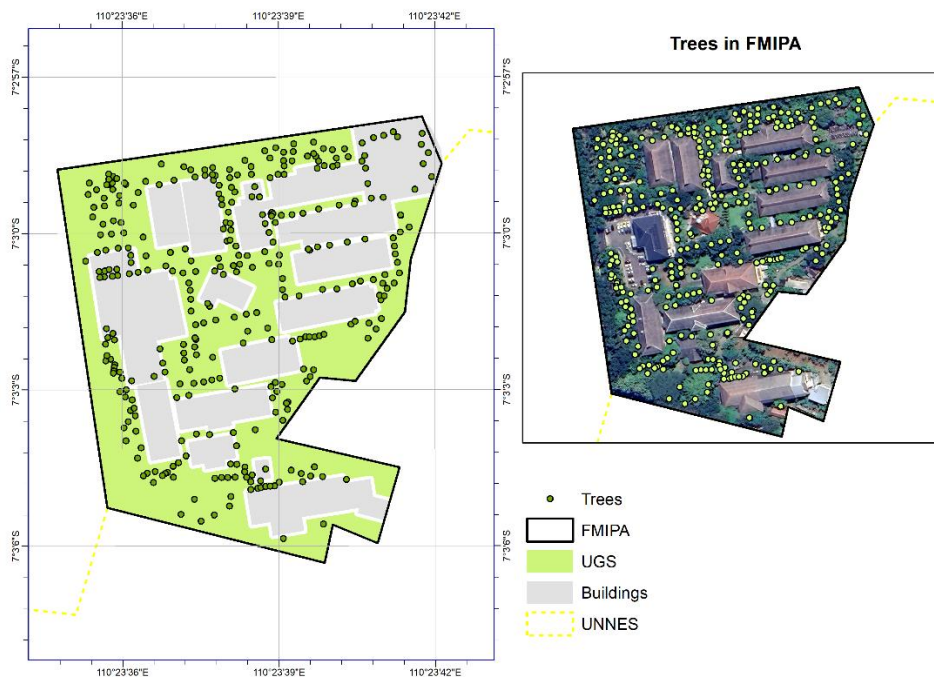 110°23'36"E 110°23'39"E 110°23'42"E
7°2'57"S 7°2'57"S
7°3'0"S 7°3'0"S
7°3'3"S 7°3'3"S
7°3'6"S 7°3'6"S
110°23'36"E 110°23'39"E 110°23'42"E
Trees in FMIPA
Trees
FMIPA
UGS
Buildings
UNNES